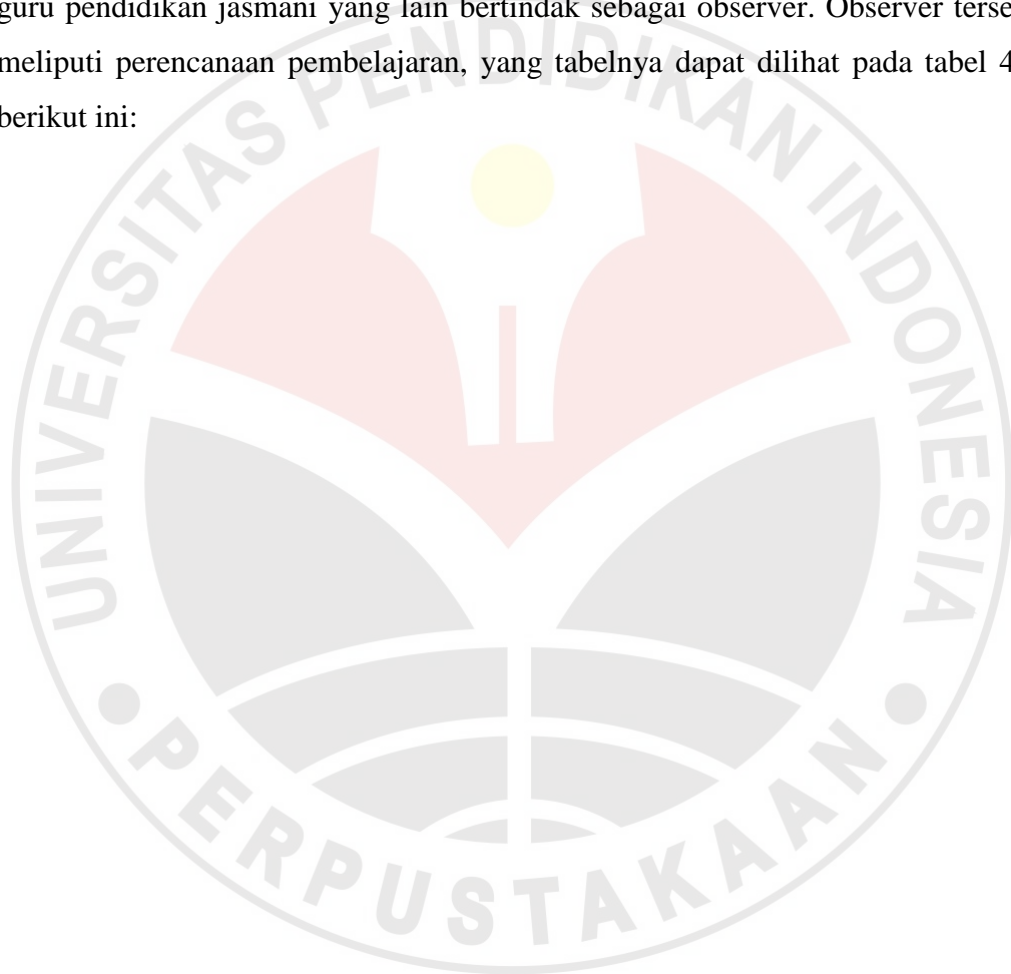 guru pendidikan jasmani yang lain bertindak sebagai observer. Observer terse
meliputi perencanaan pembelajaran, yang tabelnya dapat dilihat pada tabel 4
berikut ini:
UNIVERSITAS PENDIDIKAN INDONESIA
PERPUSTAKAAN